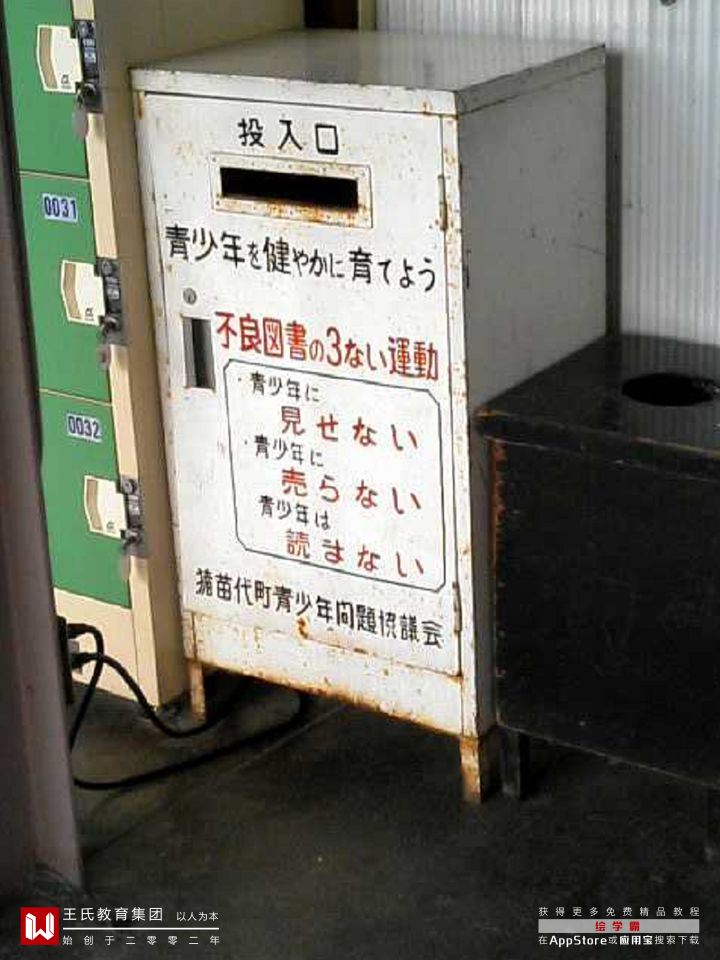 投入口
青少年を健やかに育てよう
不良図書の3ない運動
・青少年に
見せない
・青少年に
売らない
青少年は
読まない
猪苗代町青少年問題協議会
0031
0032
王氏教育集团 以人为本
始创于二零零二年
获得更多免费精品教程
绘学霸
在AppStore或应用宝搜索下载